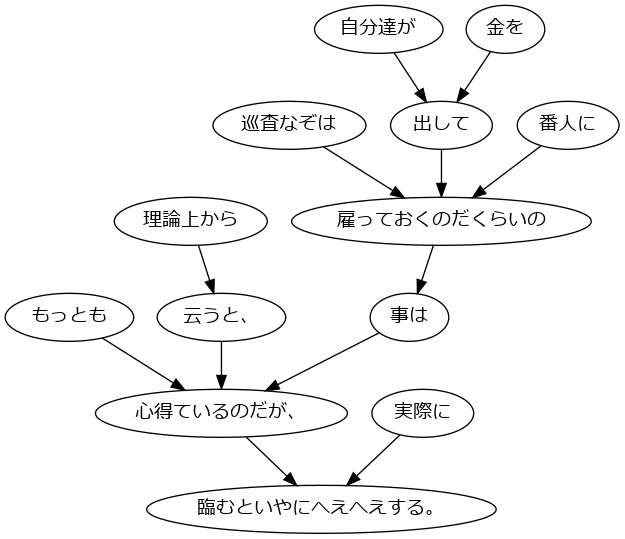 自分達が
金を
巡査なぞは
出して
番人に
理論上から
雇っておくのだくらいの
もっとも
云うと、
事は
心得ているのだが、
実際に
臨むといやにへえへえする。